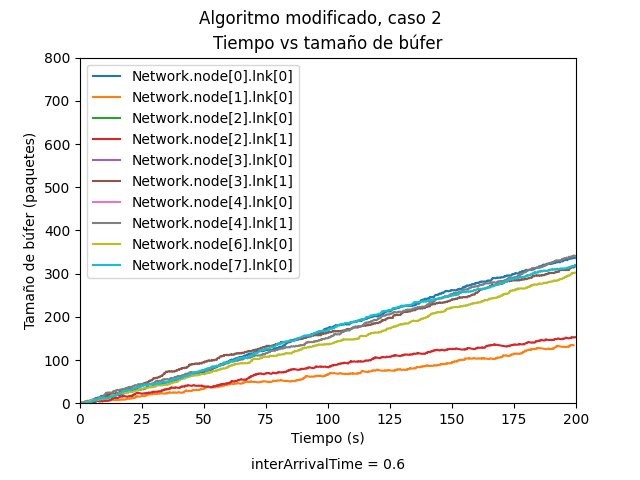 Algoritmo modificado, caso 2
Tiempo vs tamaño de búfer
800
700
600
500
400
300
200
100
0
Tamaño de búfer (paquetes)
Network.node[0].lnk[0]
Network.node[1].lnk[0]
Network.node[2].lnk[0]
Network.node[2].lnk[1]
Network.node[3].lnk[0]
Network.node[3].lnk[1]
Network.node[4].lnk[0]
Network.node[4].lnk[1]
Network.node[6].lnk[0]
Network.node[7].lnk[0]
0 25 50 75 100 125 150 175 200
Tiempo (s)
interArrivalTime = 0.6